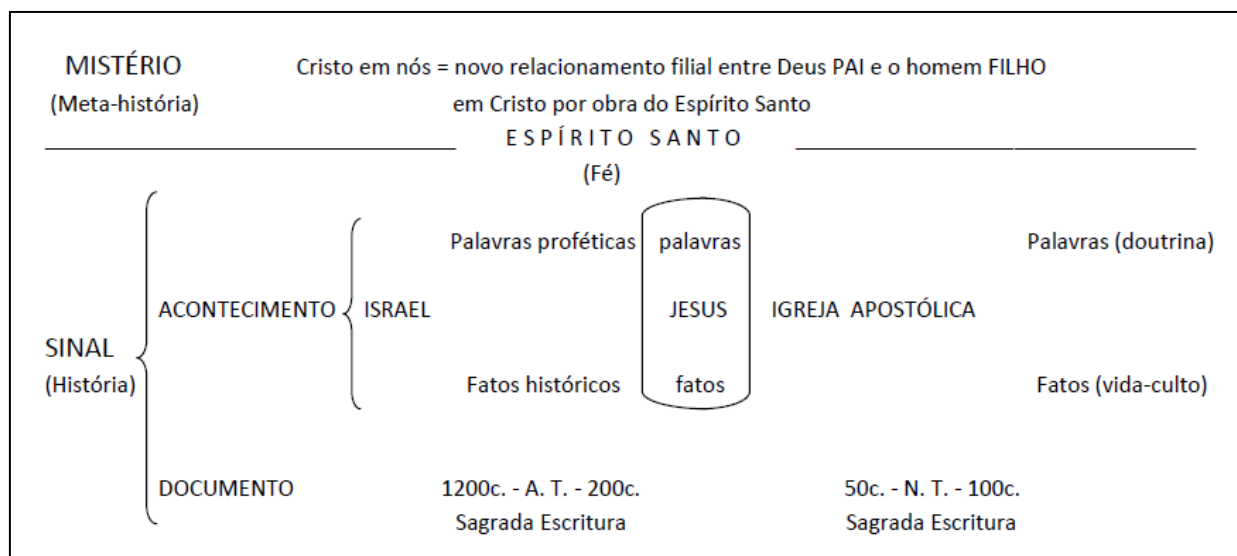 MISTÉRIO Cristo em nós = novo relacionamento filial entre Deus PAI e o homem FILHO
(Meta-história) em Cristo por obra do Espírito Santo
E S P Í R I T O S A N T O
(Fé)
Palavras proféticas palavras Palavras (doutrina)
ACONTECIMENTO ISRAEL JESUS IGREJA APOSTÓLICA
SINAL
(História) Fatos históricos fatos Fatos (vida-culto)
DOCUMENTO 1200c. - A. T. - 200c. 50c. - N. T. - 100c.
Sagrada Escritura Sagrada Escritura